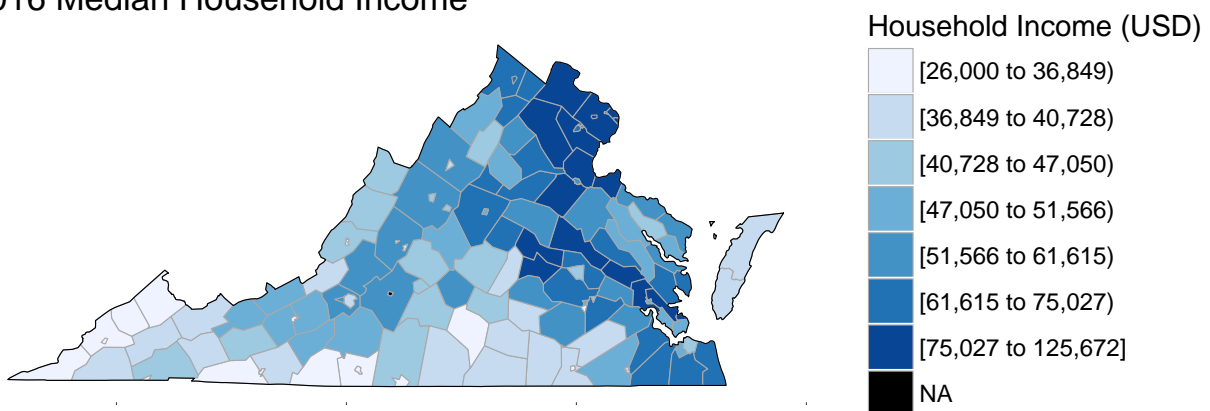 016 Median Household Income
Household Income (USD)
[26,000 to 36,849)
[36,849 to 40,728)
[40,728 to 47,050)
[47,050 to 51,566)
[51,566 to 61,615)
[61,615 to 75,027)
[75,027 to 125,672]
NA